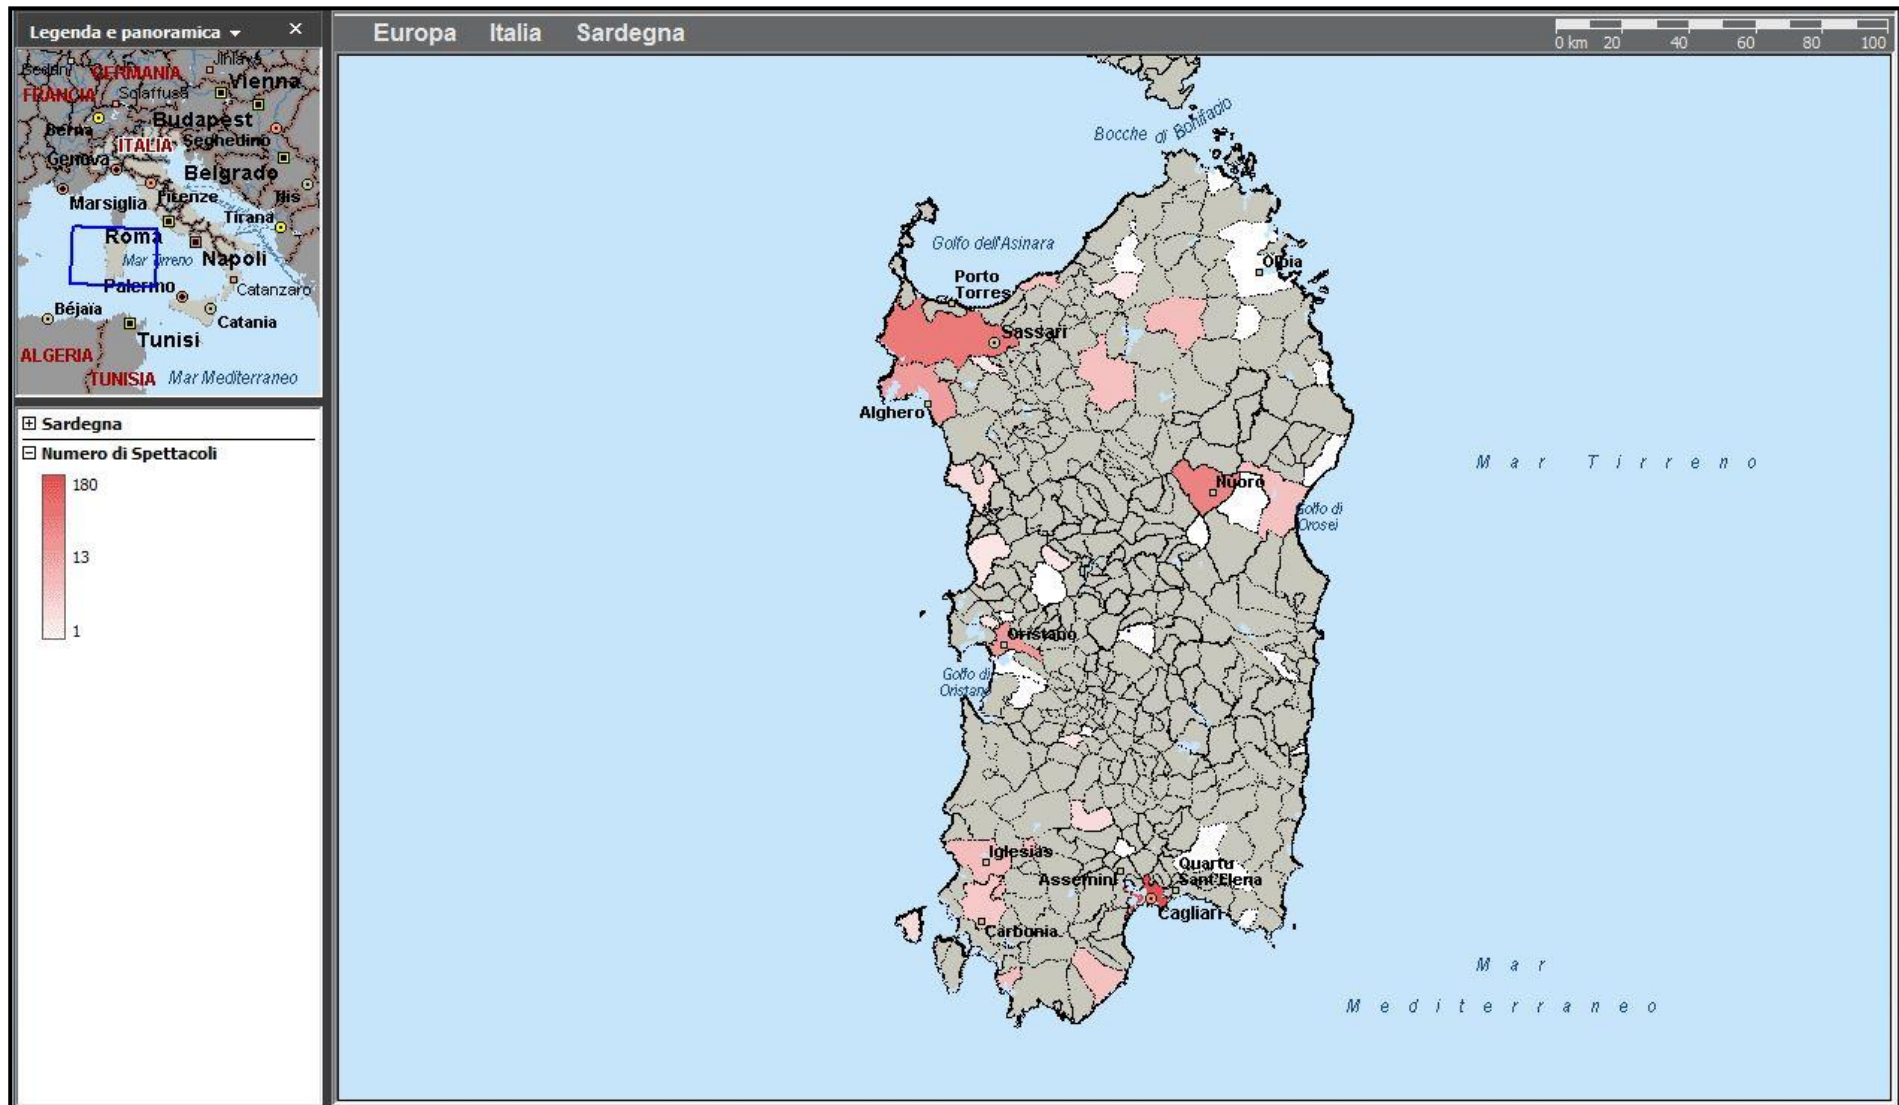 Legenda e panoramica
Europa Italia Sardegna
0 km 20 40 60 80 100
GERMANIA
Vienna
FRANCIA
Sciaffusa
Budapest
Berna
ITALIA
Seghedino
Genova
Belgrado
Marsiglia
Firenze
Tirana
Roma
Mar Tirreno
Napoli
Palermo
Catanzaro
Béjaïa
Catania
Tunisi
ALGERIA
TUNISIA
Mar Mediterraneo
Sardegna
Numero di Spettacoli
180
13
1
Bocche di Bonifacio
Golfo dell'Asinara
Olbia
Porto
Torres
Sassari
Alghero
Mar Tirreno
Nuoro
Golfo di
Orosei
Oristano
Golfo di
Oristano
Iglesias
Quartu
Assemini
Sant'Elena
Cagliari
Carbonia
Mar
Mediterraneo